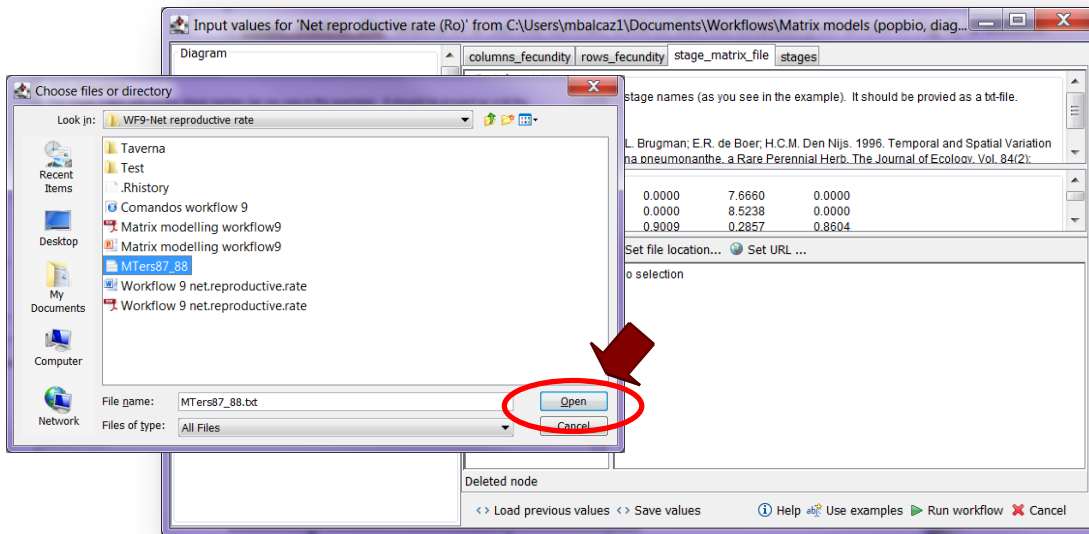 Input values for 'Net reproductive rate (Ro)' from C:\Users\mbalcaz1\Documents\Workflows\Matrix models (popbio, diag...
Diagram
columns_fecundity rows_fecundity stage_matrix_file stages
stage names (as you see in the example). It should be provied as a txt-file.
L. Brugman; E.R. de Boer; H.C.M. Den Nijs. 1996. Temporal and Spatial Variation
na pneumonanthe, a Rare Perennial Herb. The Journal of Ecology. Vol. 84(2):
0.0000 7.6660 0.0000
0.0000 8.5238 0.0000
0.9009 0.2857 0.8604
Set file location... Set URL ...
o selection
Deleted node
Load previous values Save values Help Use examples Run workflow Cancel
Choose files or directory
Look in: WF9-Net reproductive rate
Recent Items
Desktop
My Documents
Computer
Network
Taverna
Test
.Rhistory
Comandos workflow 9
Matrix modelling workflow9
Matrix modelling workflow9
MTers87_88
Workflow 9 net.reproductive.rate
Workflow 9 net.reproductive.rate
File name: MTers87_88.txt Open
Files of type: All Files Cancel